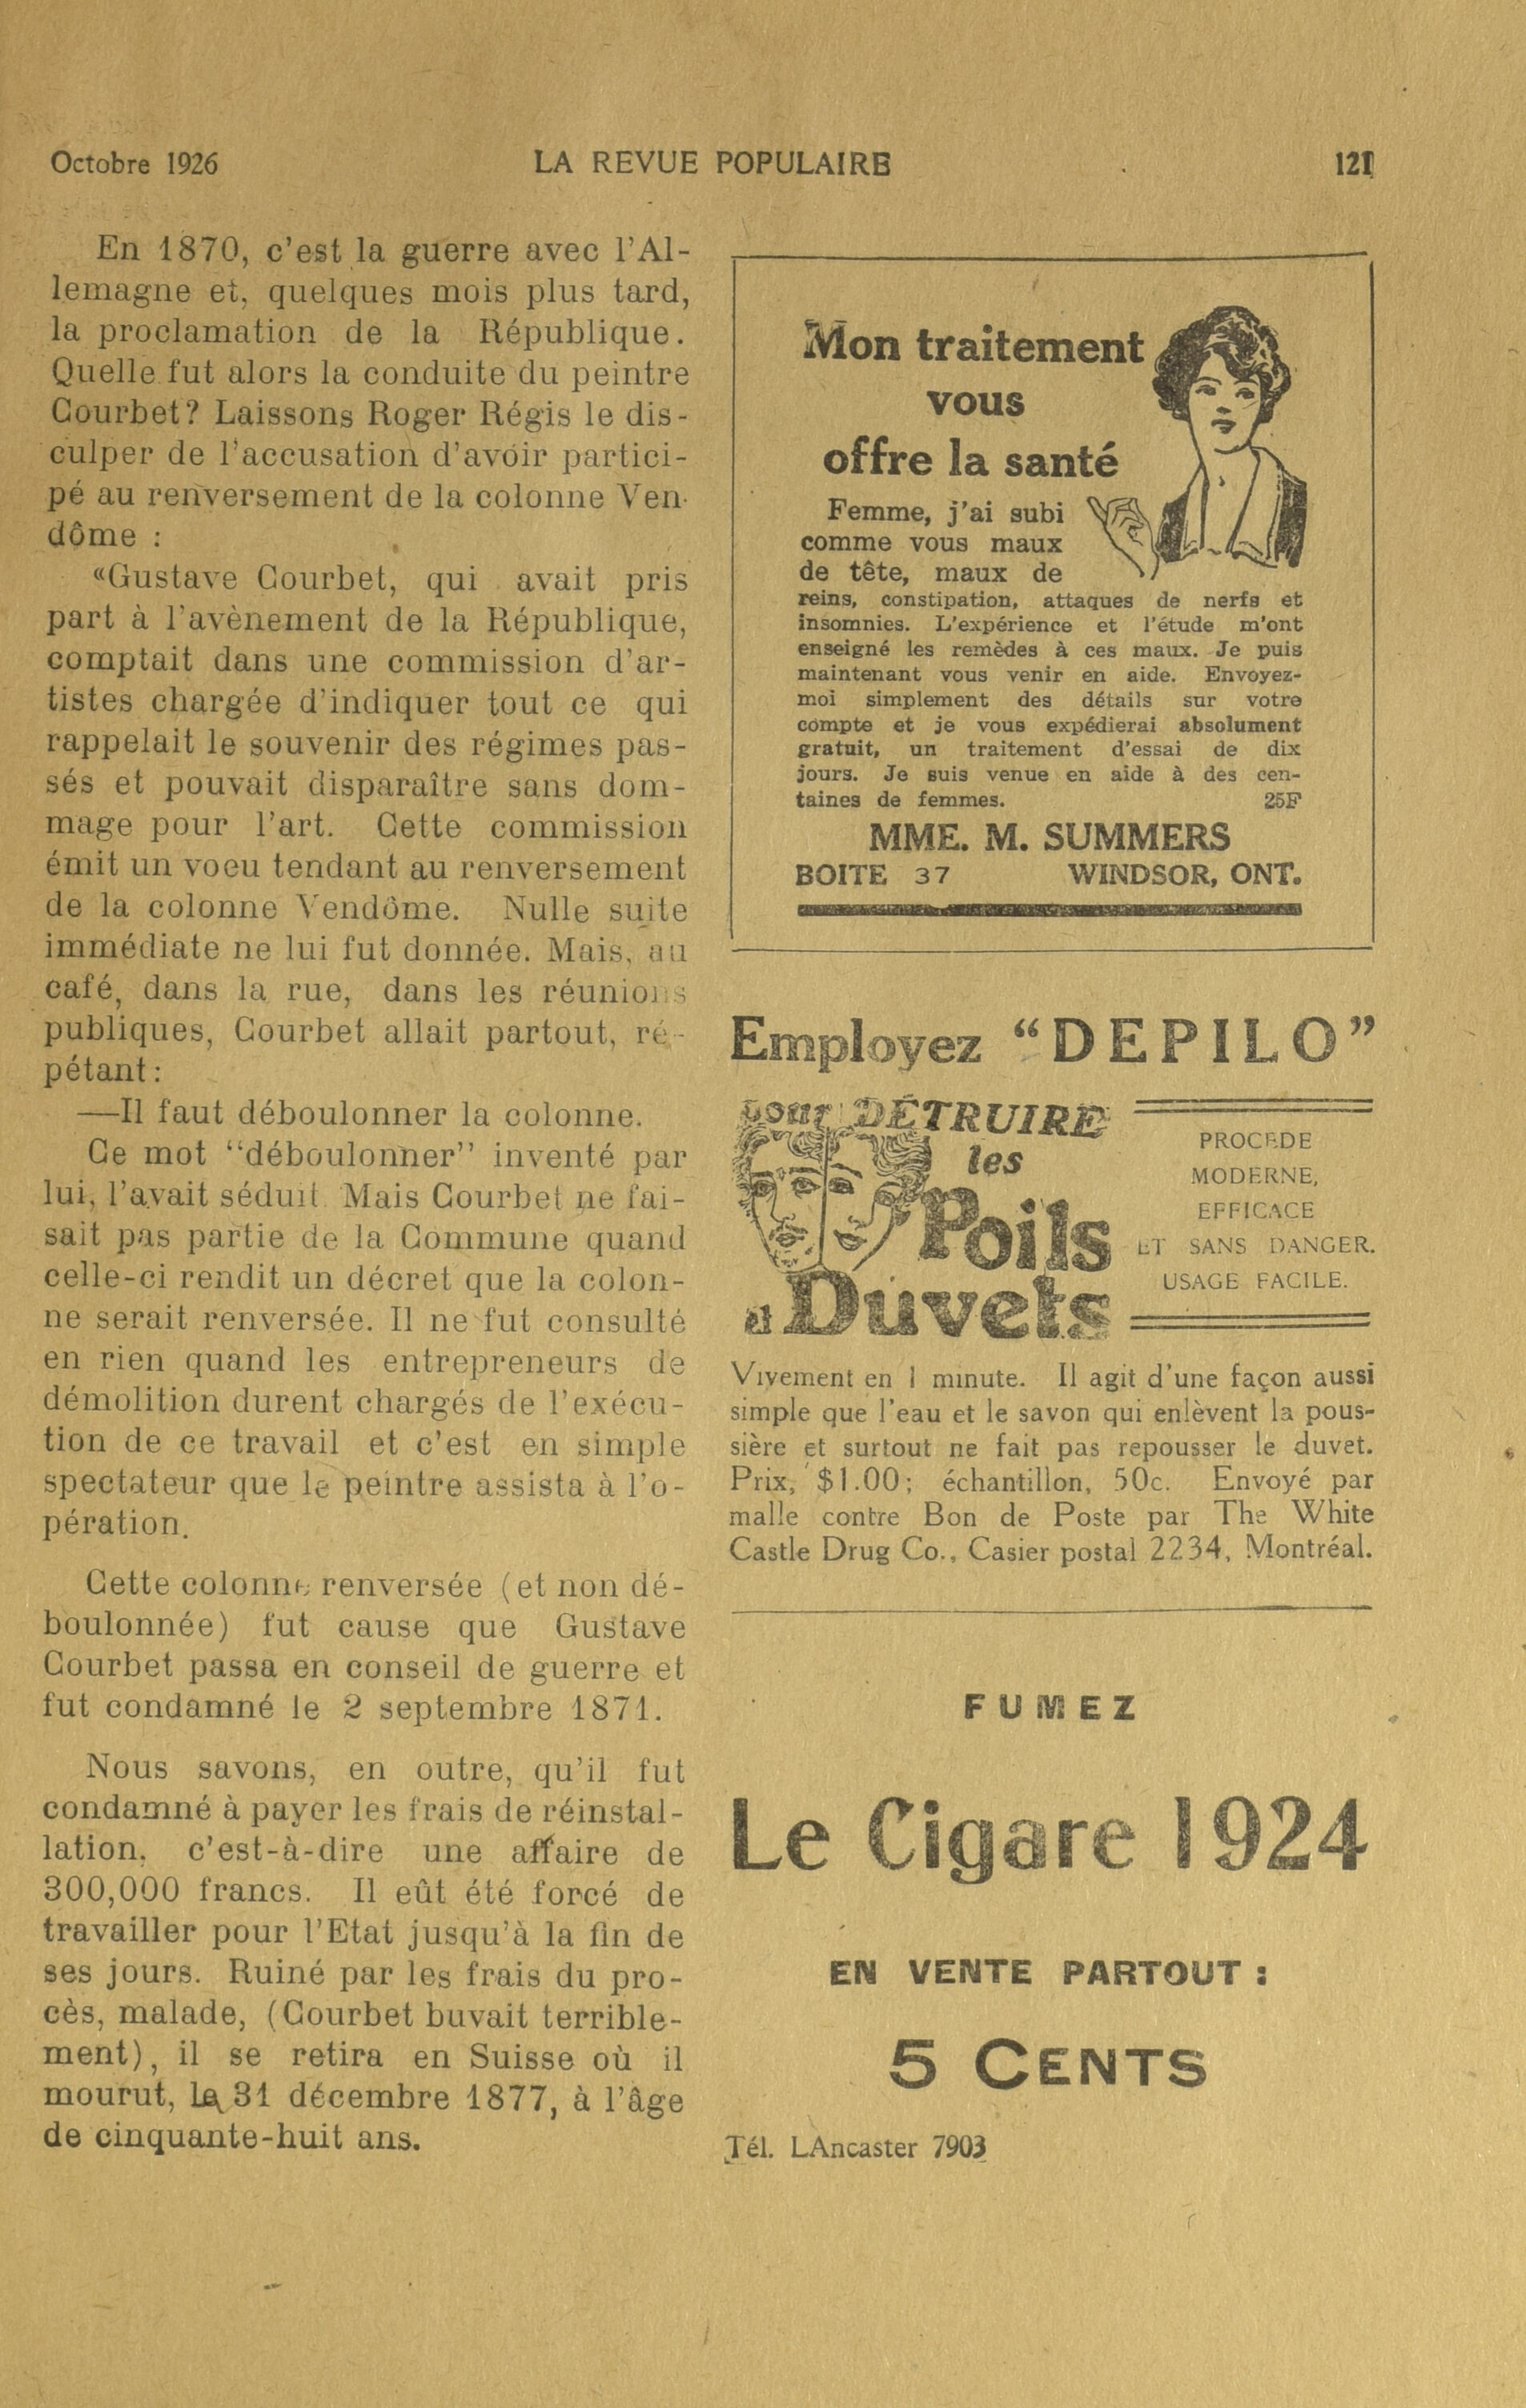 Octobre 1926 LA REVUE POPULAIRE 121
En 1870, c'est la guerre avec l'Al-
lemagne et, quelques mois plus tard,
la proclamation de la République.
Quelle fut alors la conduite du peintre
Courbet? Laissons Roger Régis le dis-
culper de l'accusation d'avoir partici-
pé au renversement de la colonne Ven-
dôme :
«Gustave Courbet, qui avait pris
part à l'avènement de la République,
comptait dans une commission d'ar-
tistes chargée d'indiquer tout ce qui
rappelait le souvenir des régimes pas-
sés et pouvait disparaître sans dom-
mage pour l'art. Cette commission
émit un voeu tendant au renversement
de la colonne Vendôme. Nulle suite
immédiate ne lui fut donnée. Mais, au
café, dans la rue, dans les réunions
publiques, Courbet allait partout, ré-
pétant:
—Il faut déboulonner la colonne.
Ce mot "déboulonner" inventé par
lui, l'avait séduit. Mais Courbet ne fai-
sait pas partie de la Commune quand
celle-ci rendit un décret que la colon-
ne serait renversée. Il ne fut consulté
en rien quand les entrepreneurs de
démolition durent chargés de l'exécu-
tion de ce travail et c'est en simple
spectateur que le peintre assista à l'o-
pération.
Cette colonne renversée (et non dé-
boulonnée) fut cause que Gustave
Courbet passa en conseil de guerre et
fut condamné le 2 septembre 1871.
Nous savons, en outre, qu'il fut
condamné à payer les frais de réinstal-
lation, c'est-à-dire une affaire de
300,000 francs. Il eût été forcé de
travailler pour l'Etat jusqu'à la fin de
ses jours. Ruiné par les frais du pro-
cès, malade, (Courbet buvait terrible-
ment), il se retira en Suisse où il
mourut, le 31 décembre 1877, à l'âge
de cinquante-huit ans.
Mon traitement
vous
offre la santé
Femme, j'ai subi
comme vous maux
de tête, maux de
reins, constipation, attaques de nerfs et
insomnies. L'expérience et l'étude m'ont
enseigné les remèdes à ces maux. Je puis
maintenant vous venir en aide. Envoyez-
moi simplement des détails sur votre
compte et je vous expédierai absolument
gratuit, un traitement d'essai de dix
jours. Je suis venue en aide à des cen-
taines de femmes. 25F
MME. M. SUMMERS
BOITE 37 WINDSOR, ONT.
Employez "DEPILO"
pour DÉTRUIRE
les
Poils
et Duvets
PROCEDE
MODERNE,
EFFICACE
ET SANS DANGER.
USAGE FACILE.
Vivement en 1 minute. Il agit d'une façon aussi
simple que l'eau et le savon qui enlèvent la pous-
sière et surtout ne fait pas repousser le duvet.
Prix, $1.00; échantillon, 50c. Envoyé par
malle contre Bon de Poste par The White
Castle Drug Co., Casier postal 2234, Montréal.
FUMEZ
Le Cigare 1924
EN VENTE PARTOUT :
5 CENTS
Tél. LAncaster 7903